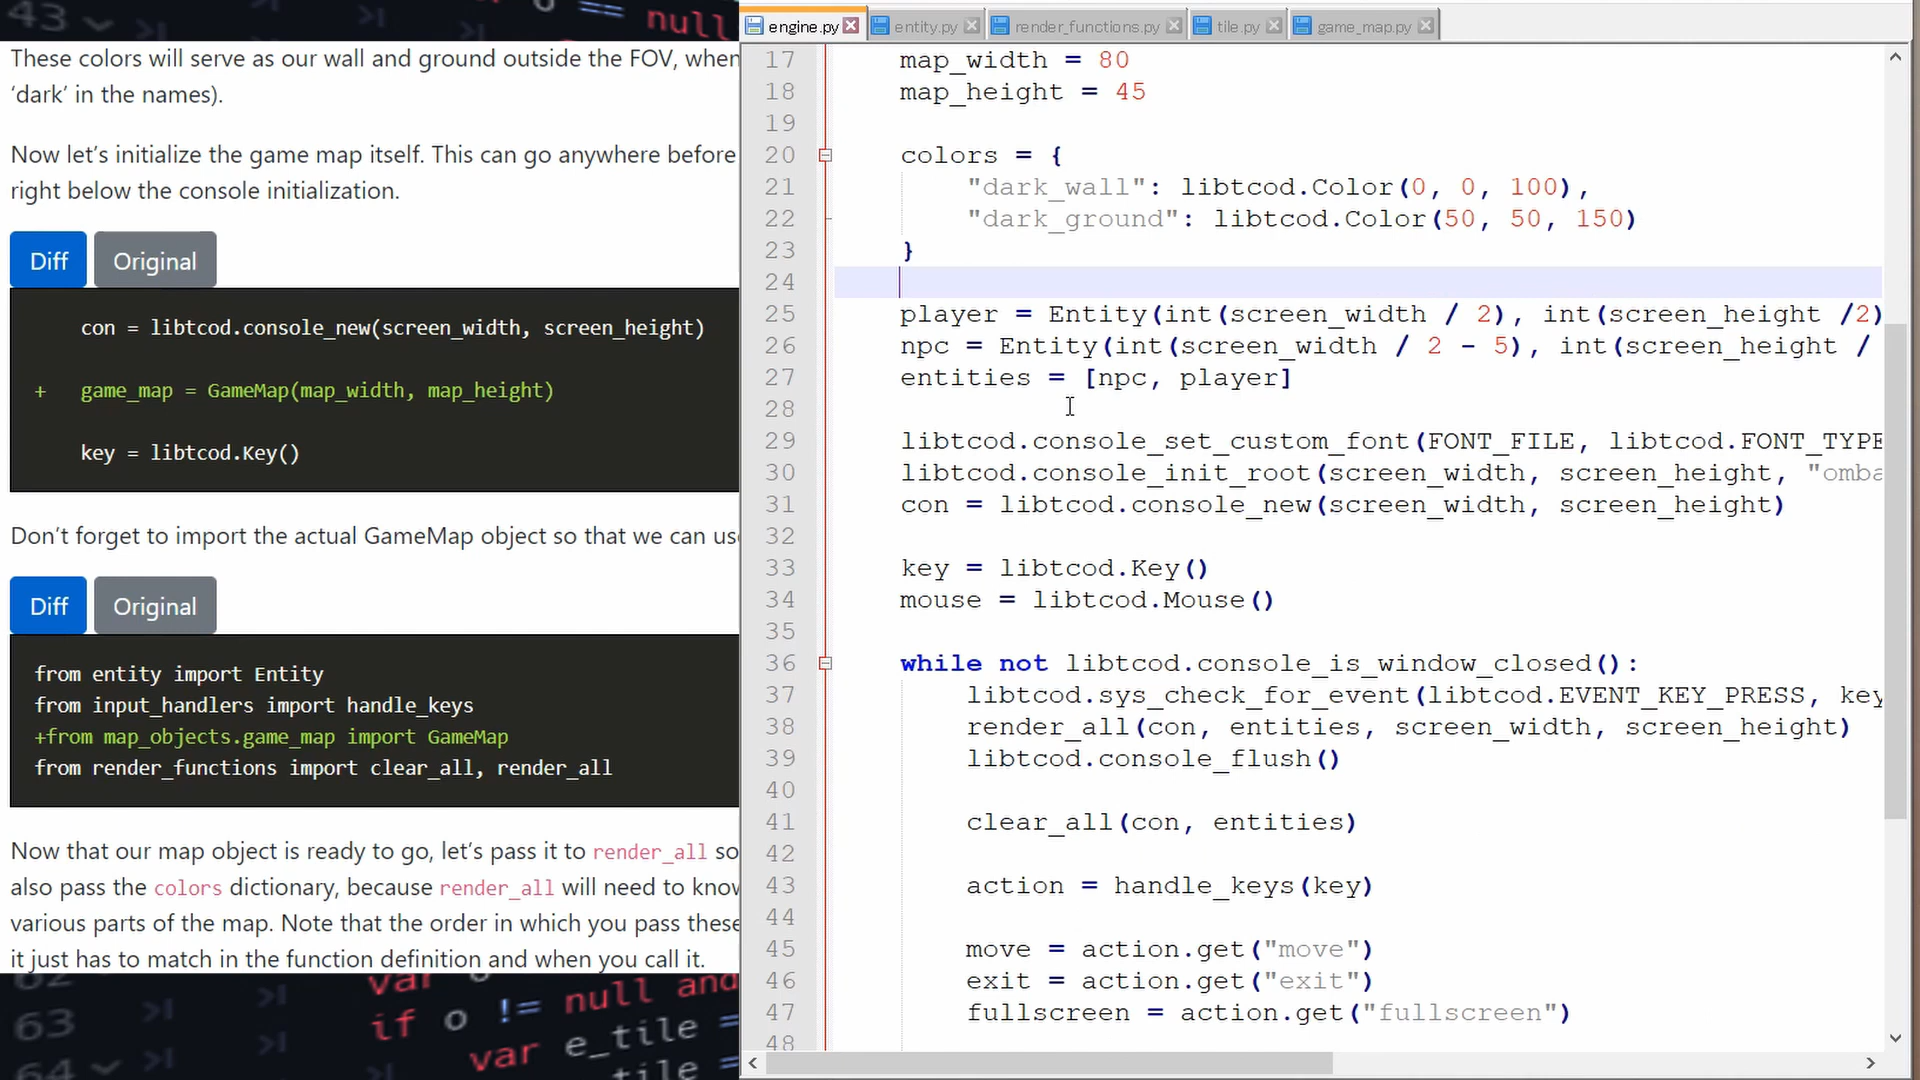 43
o == null
These colors will serve as our wall and ground outside the FOV, when
‘dark’ in the names).
Now let’s initialize the game map itself. This can go anywhere before
right below the console initialization.
Diff Original
con = libtcod.console_new(screen_width, screen_height)
+ game_map = GameMap(map_width, map_height)
key = libtcod.Key()
Don’t forget to import the actual GameMap object so that we can use
Diff Original
from entity import Entity
from input_handlers import handle_keys
+from map_objects.game_map import GameMap
from render_functions import clear_all, render_all
Now that our map object is ready to go, let’s pass it to render_all so
also pass the colors dictionary, because render_all will need to know
various parts of the map. Note that the order in which you pass these
it just has to match in the function definition and when you call it.
62 var o
63 if o != null and
64 var e_tile =
tile =
engine.py entity.py render_functions.py tile.py game_map.py
17 map_width = 80
18 map_height = 45
19
20 colors = {
21 "dark_wall": libtcod.Color(0, 0, 100),
22 "dark_ground": libtcod.Color(50, 50, 150)
23 }
24
25 player = Entity(int(screen_width / 2), int(screen_height /2)
26 npc = Entity(int(screen_width / 2 - 5), int(screen_height /
27 entities = [npc, player]
28
29 libtcod.console_set_custom_font(FONT_FILE, libtcod.FONT_TYPE
30 libtcod.console_init_root(screen_width, screen_height, "omba
31 con = libtcod.console_new(screen_width, screen_height)
32
33 key = libtcod.Key()
34 mouse = libtcod.Mouse()
35
36 while not libtcod.console_is_window_closed():
37 libtcod.sys_check_for_event(libtcod.EVENT_KEY_PRESS, key
38 render_all(con, entities, screen_width, screen_height)
39 libtcod.console_flush()
40
41 clear_all(con, entities)
42
43 action = handle_keys(key)
44
45 move = action.get("move")
46 exit = action.get("exit")
47 fullscreen = action.get("fullscreen")
48